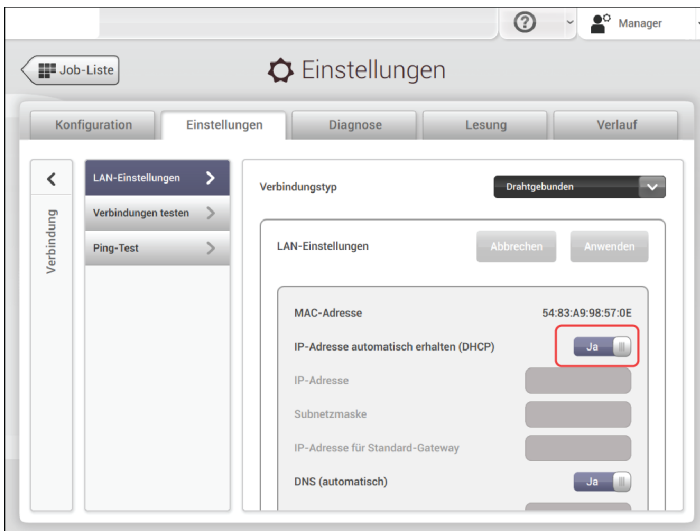 Manager
Job-Liste
Einstellungen
Konfiguration
Einstellungen
Diagnose
Lesung
Verlauf
Verbindung
LAN-Einstellungen
Verbindungen testen
Ping-Test
Verbindungstyp
Drahtgebunden
LAN-Einstellungen
Abbrechen
Anwenden
MAC-Adresse
54:83:A9:98:57:0E
IP-Adresse automatisch erhalten (DHCP)
Ja
IP-Adresse
Subnetzmaske
IP-Adresse für Standard-Gateway
DNS (automatisch)
Ja